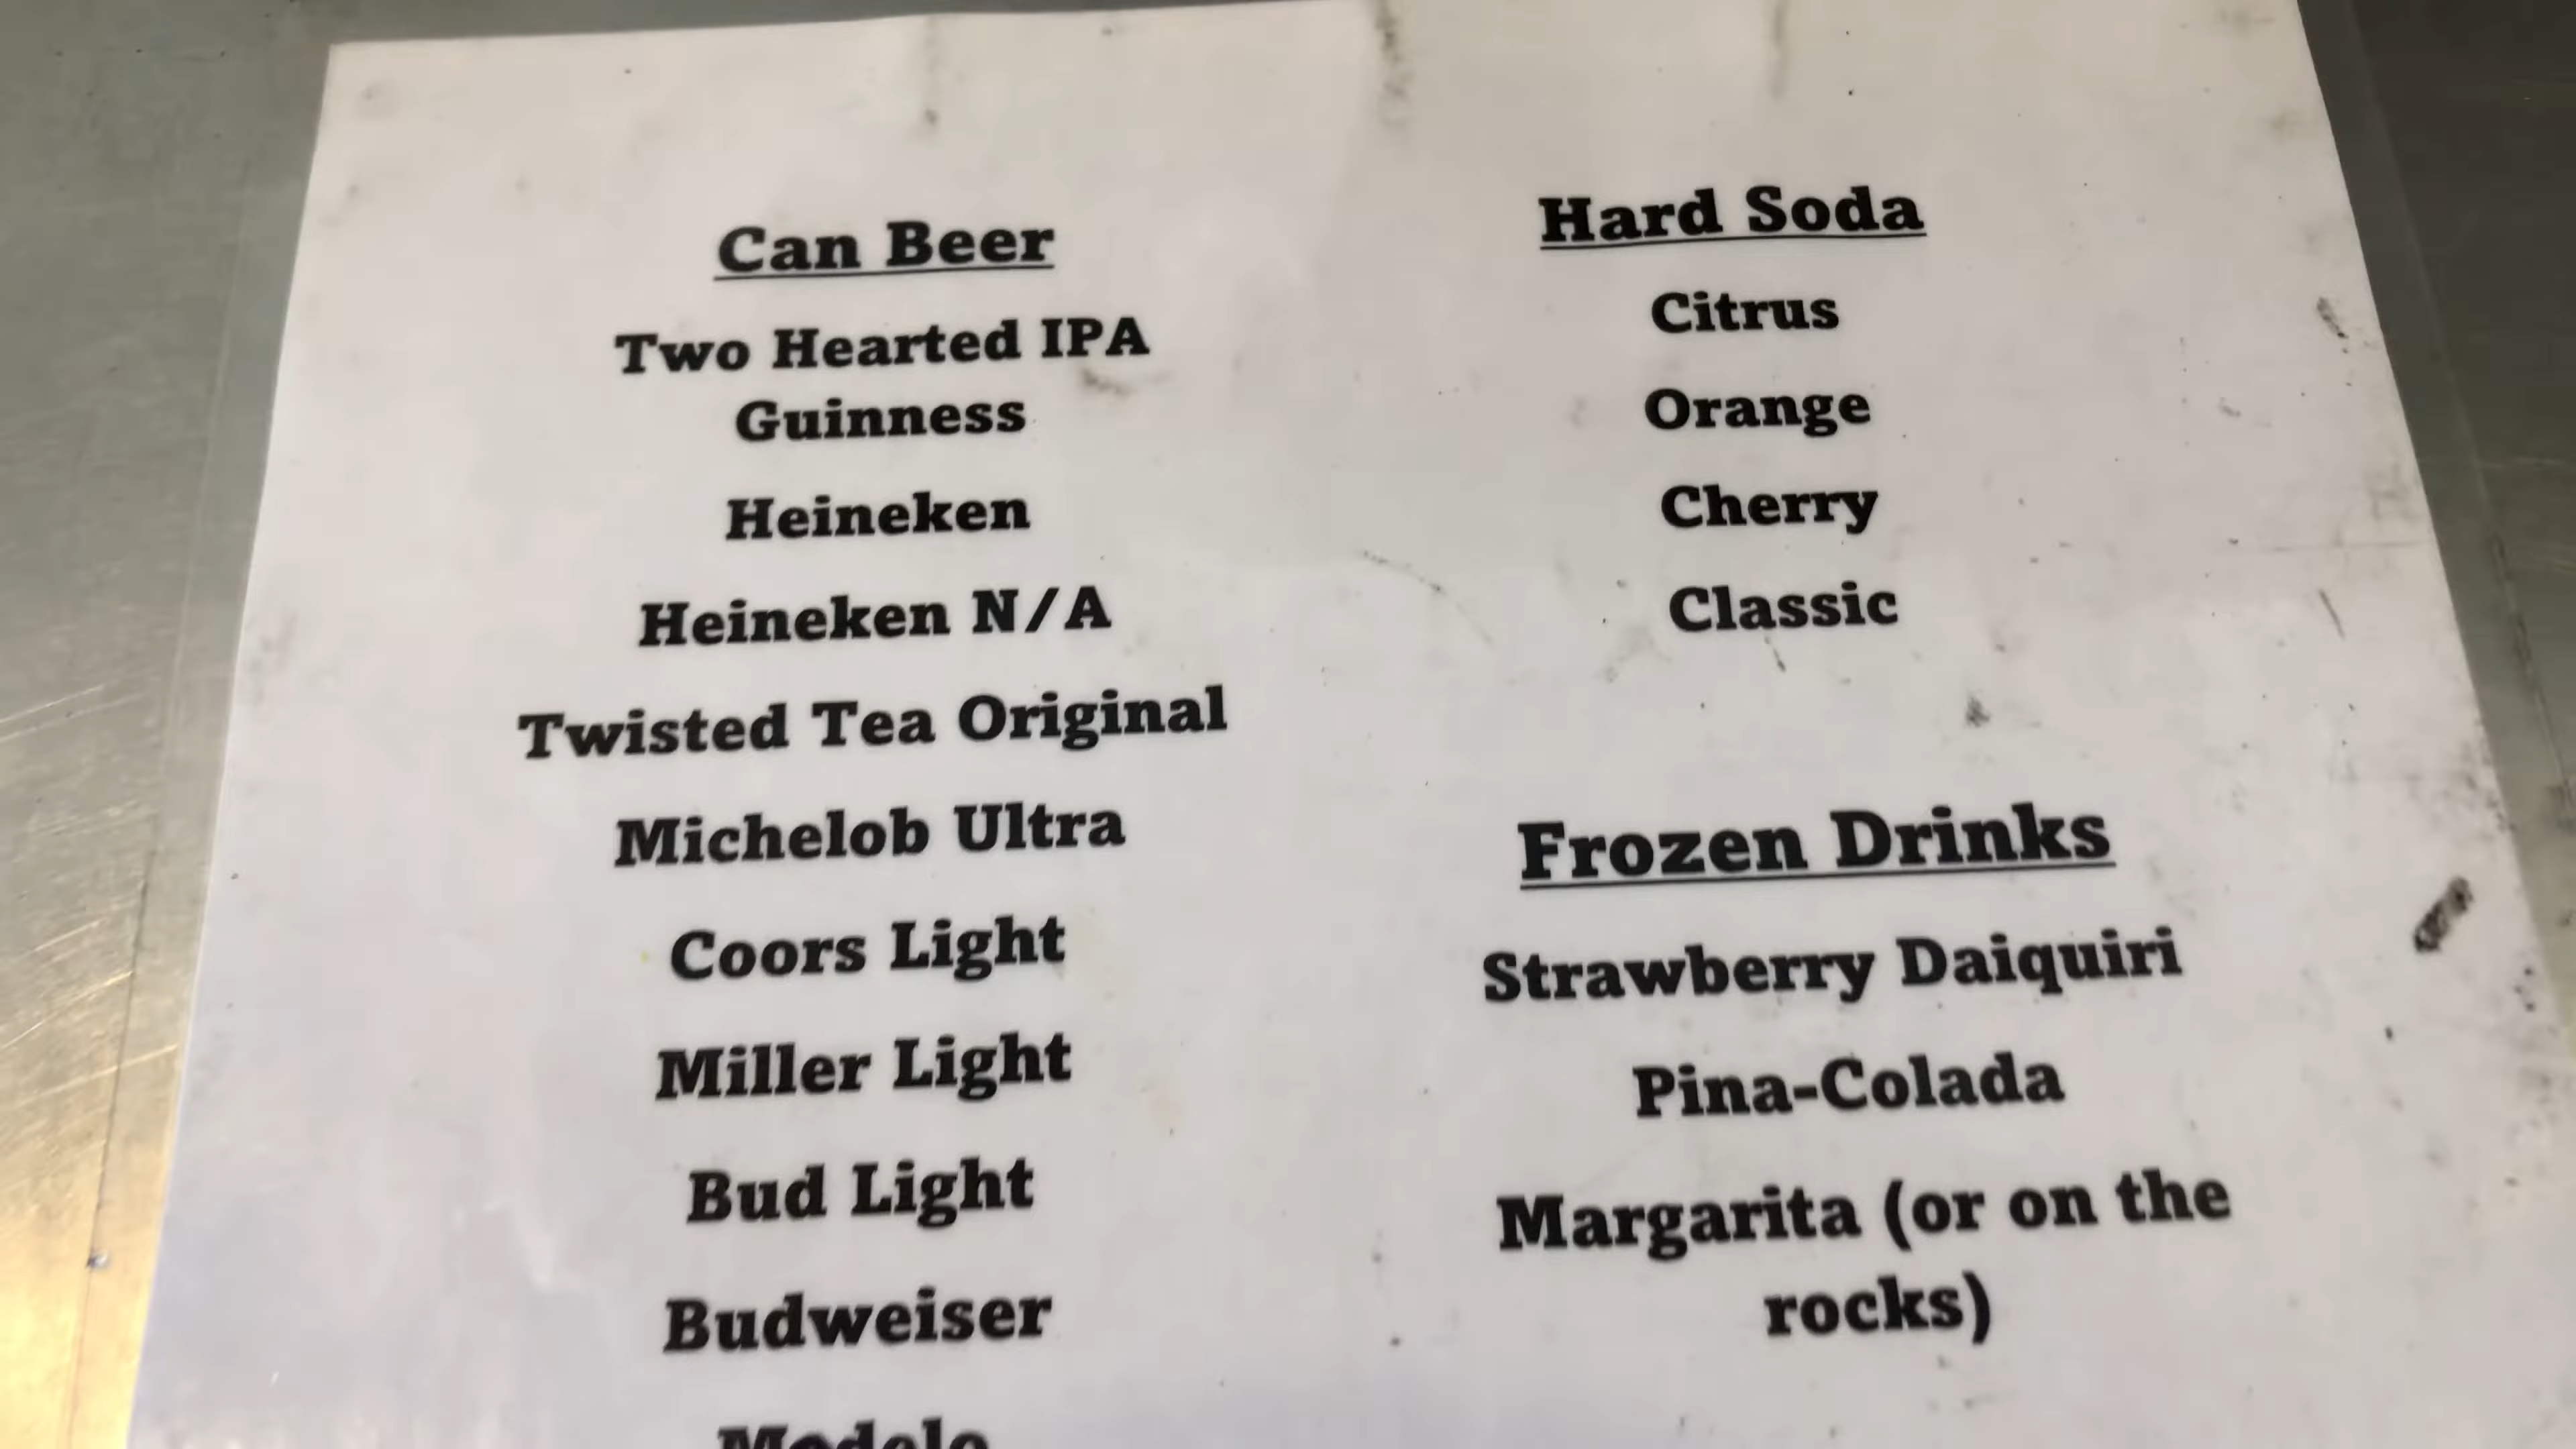 Can Beer
Two Hearted IPA
Guinness
Heineken
Heineken N/A
Twisted Tea Original
Michelob Ultra
Coors Light
Miller Light
Bud Light
Budweiser
Modelo
Hard Soda
Citrus
Orange
Cherry
Classic
Frozen Drinks
Strawberry Daiquiri
Pina-Colada
Margarita (or on the
rocks)